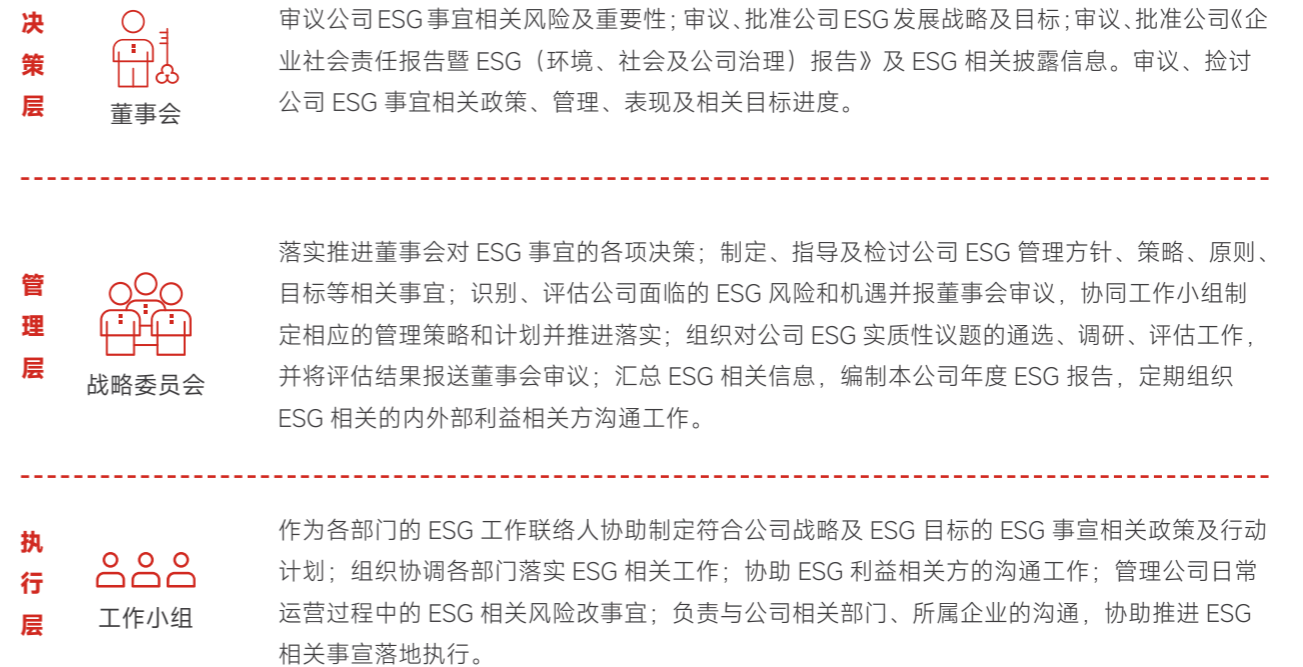 决策层
董事会
审议公司ESG事宜相关风险及重要性；审议、批准公司ESG发展战略及目标；审议、批准公司《企
业社会责任报告暨 ESG（环境、社会及公司治理）报告》及 ESG 相关披露信息。审议、捡讨
公司 ESG 事宜相关政策、管理、表现及相关目标进度。
管理层
战略委员会
落实推进董事会对 ESG 事宜的各项决策；制定、指导及检讨公司 ESG 管理方针、策略、原则、
目标等相关事宜；识别、评估公司面临的 ESG 风险和机遇并报董事会审议，协同工作小组制
定相应的管理策略和计划并推进落实；组织对公司 ESG 实质性议题的通选、调研、评估工作，
并将评估结果报送董事会审议；汇总 ESG 相关信息，编制本公司年度 ESG 报告，定期组织
ESG 相关的内外部利益相关方沟通工作。
执行层
工作小组
作为各部门的 ESG 工作联络人协助制定符合公司战略及 ESG 目标的 ESG 事宣相关政策及行动
计划；组织协调各部门落实 ESG 相关工作；协助 ESG 利益相关方的沟通工作；管理公司日常
运营过程中的 ESG 相关风险改事宜；负责与公司相关部门、所属企业的沟通，协助推进 ESG
相关事宣落地执行。